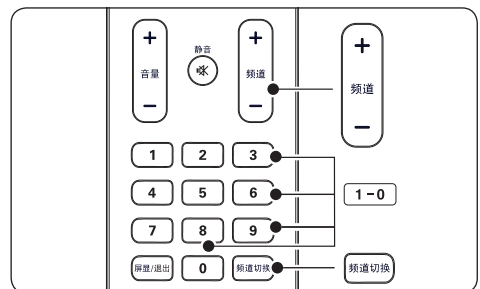 + 静音 + +
音量 频道 频道
− − −
1 2 3
4 5 6 1-0
7 8 9
屏显/退出 0 频道切换 频道切换